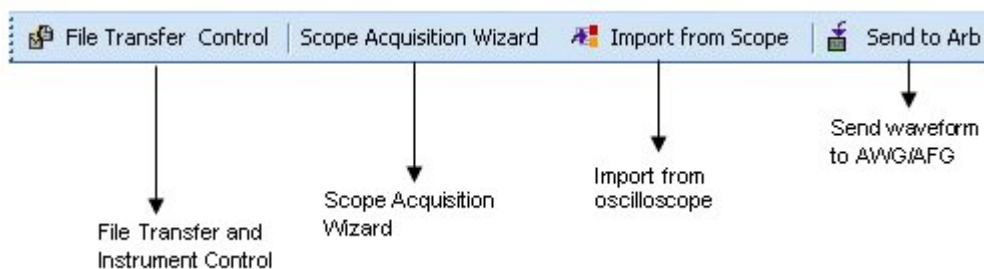 File Transfer Control Scope Acquisition Wizard Import from Scope Send to Arb
Send waveform
to AWG/AFG
Import from
oscilloscope
Scope Acquisition
Wizard
File Transfer and
Instrument Control